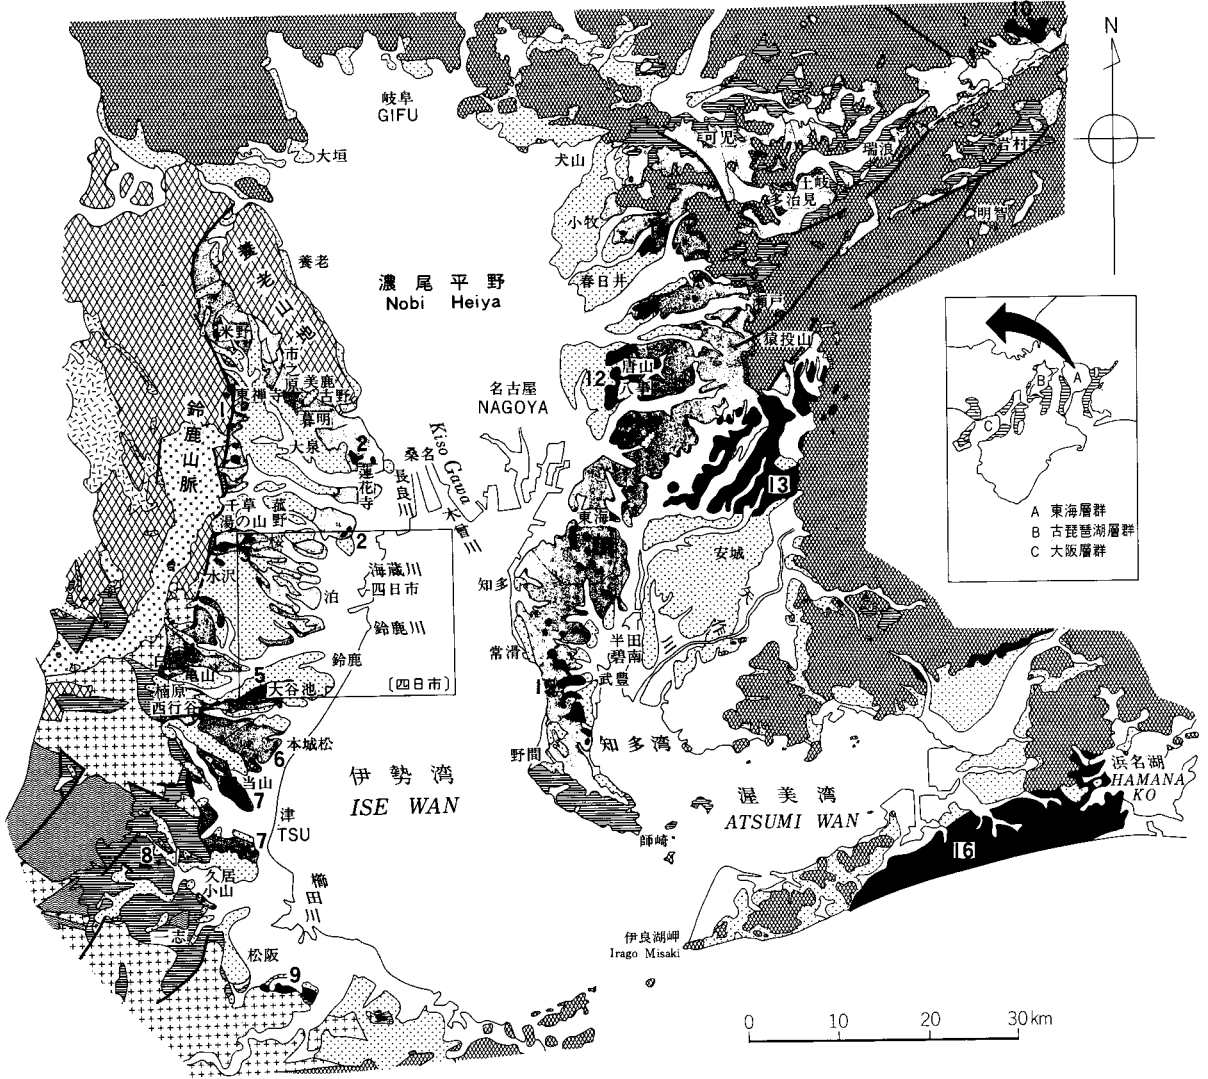 10
N
岐阜
GIFU
大垣
犬山
可児
瑞浪
岩村
土岐
多治見
明智
小牧
養老山地
養老
春日井
濃尾平野
Nobi Heiya
瀬戸
猿投山
米野
市之原
美鹿
古野
東禅寺
暮明
唐山
12
名古屋
NAGOYA
1
鈴鹿山脈
大泉
2
蓮花寺
桑名
長良川
Kiso Gawa
木曽川
13
千草
菰野
湯の山
桜
2
東海
安城
水沢
海蔵川
四日市
泊
鈴鹿川
知多
半田
碧南
常滑
武豊
鈴鹿
5
亀山
楠原
大谷池
西行谷
(四日市)
本城松
6
知多湾
野間
当山
7
伊勢湾
ISE WAN
渥美湾
ATSUMI WAN
浜名湖
HAMANA
KO
津
TSU
7
8
師崎
16
久居
小山
櫛田川
伊良湖岬
Irago Misaki
松阪
9
A
B
C
A 東海層群
B 古琵琶湖層群
C 大阪層群
0 10 20 30km